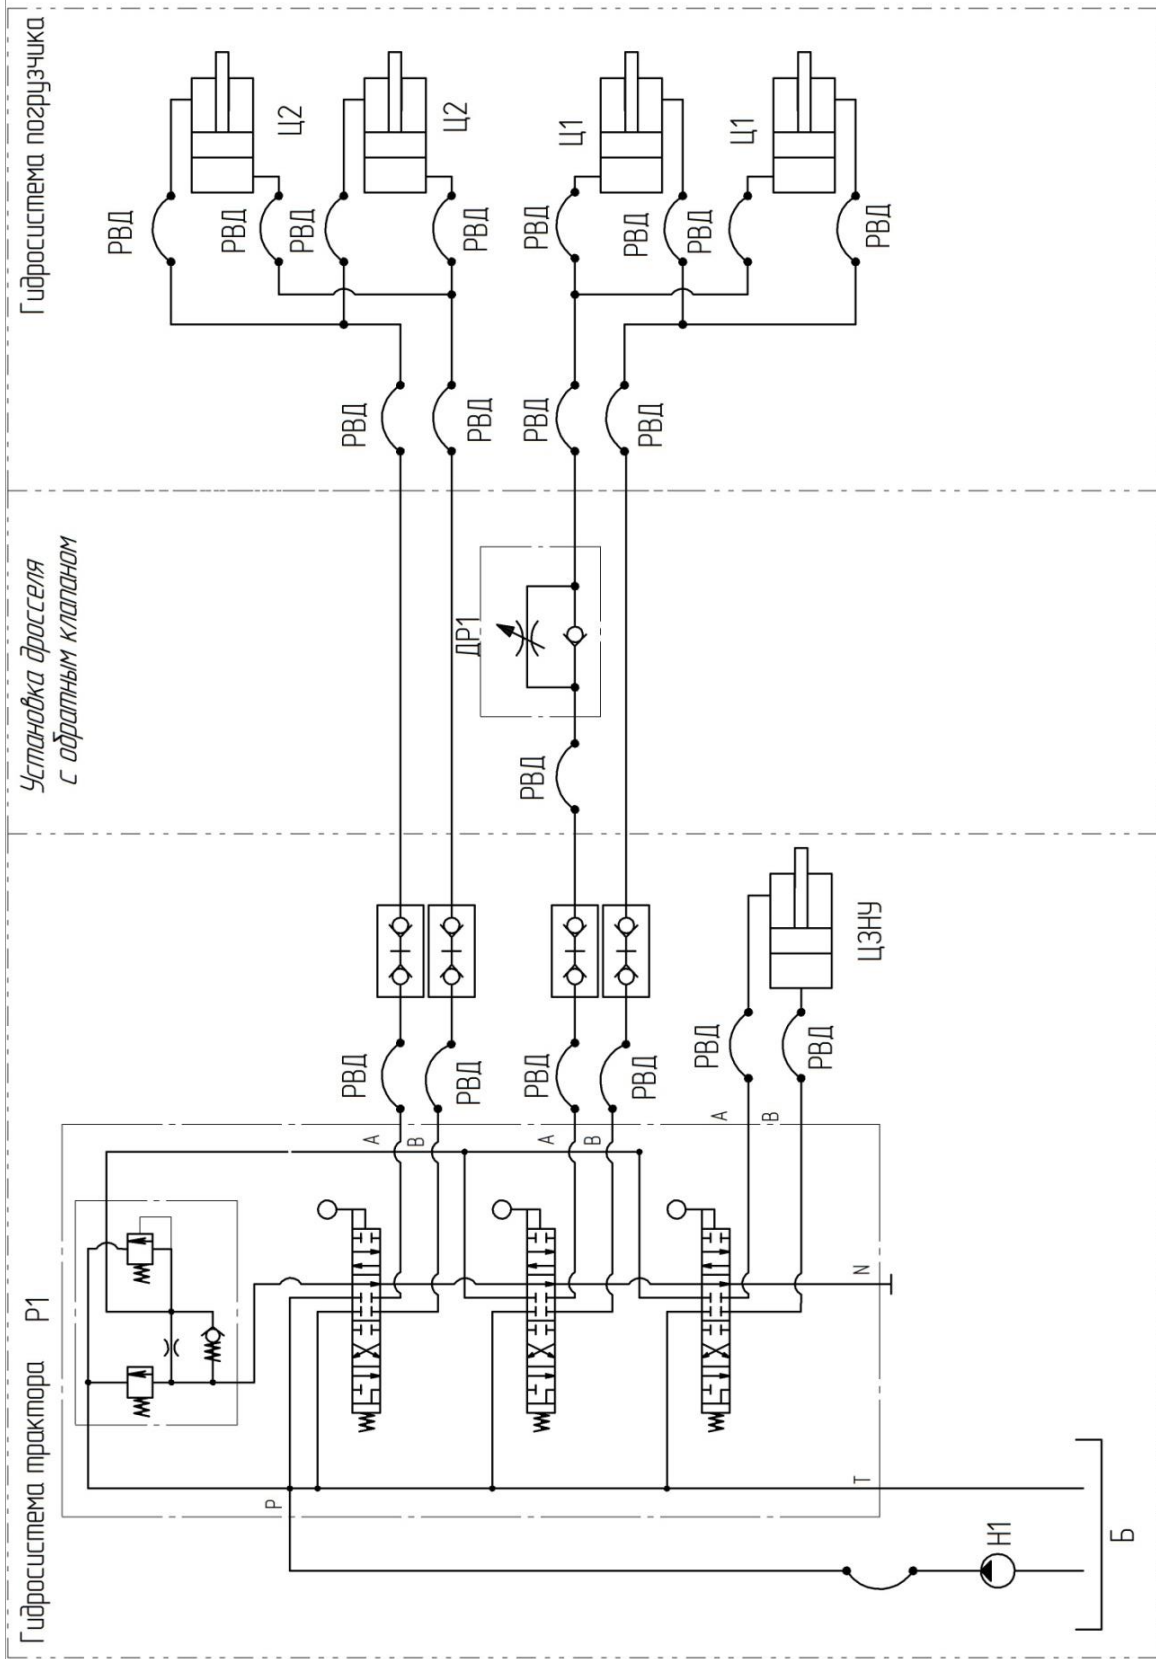 Гидросистема трактора Р1
Установка дросселя
с обратным клапаном
Гидросистема погрузчика
РВД
РВД
Р
Ц2
РВД
РВД
РВД
А
В
Ц2
РВД
ДР1
РВД
РВД
РВД
РВД
РВД
РВД
А
Ц1
В
РВД
РВД
РВД
РВД
РВД
А
Ц1
В
РВД
РВД
Т
N
ЦЗНУ
Н1
Б